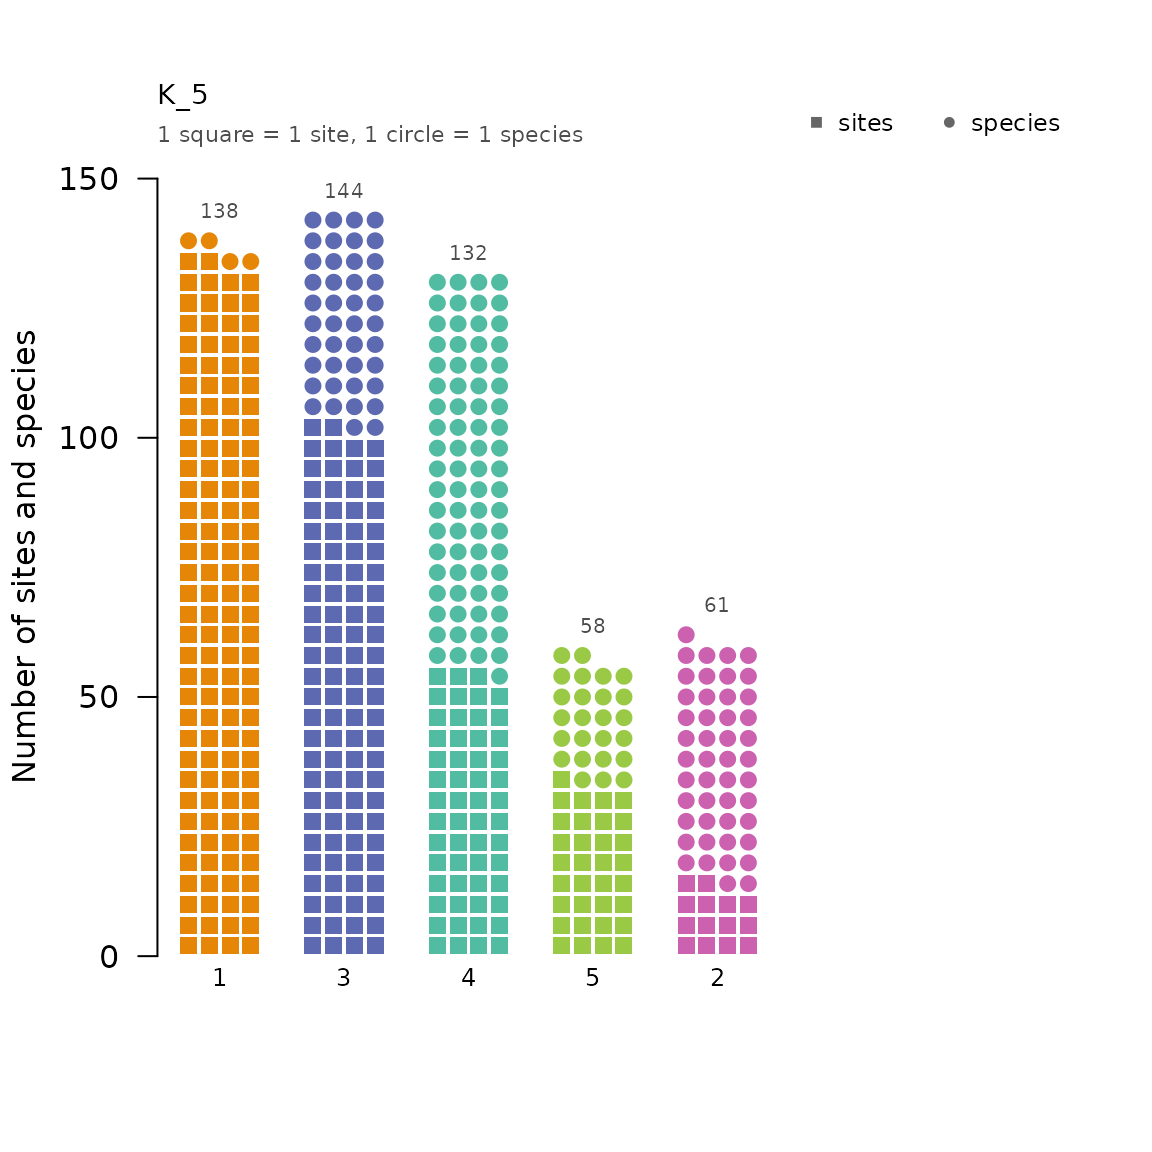 K_5
1 square = 1 site, 1 circle = 1 species
sites
species
Number of sites and species
150
100
50
0
138
144
132
58
61
1
3
4
5
2